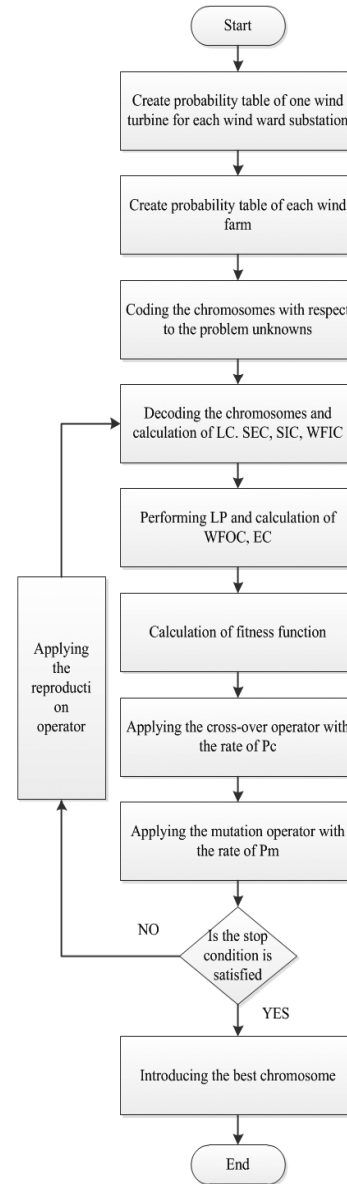 Start
Create probability table of one wind
turbine for each wind ward substation
Create probability table of each wind
farm
Coding the chromosomes with respect
to the problem unknowns
Decoding the chromosomes and
calculation of LC. SEC, SIC, WFIC
Performing LP and calculation of
WFOC, EC
Calculation of fitness function
Applying
the
reproducti
on
operator
Applying the cross-over operator with
the rate of Pc
Applying the mutation operator with
the rate of Pm
NO
Is the stop
condition is
satisfied
YES
Introducing the best chromosome
End